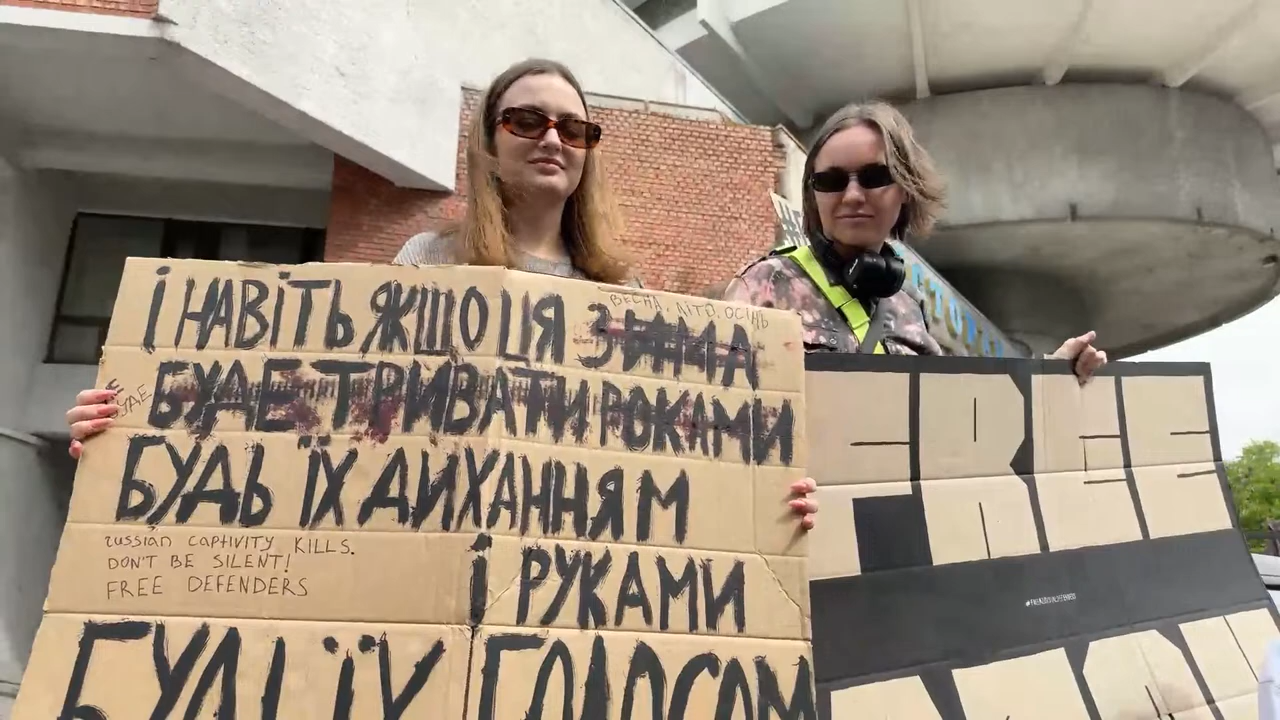 І НАВІТЬ ЯКЩО ЦЯ ЗИМА
ВЕСНА, ЛІТО, ОСІНЬ
БУДЕ ТРИВАТИ РОКАМИ
БУДЬ ЇХ ДИХАННЯМ
russian captivity KILLS.
DON'T BE SILENT!
FREE DEFENDERS
І РУКАМИ
БУДЬ ЇХ ГОЛОСОМ
FREE